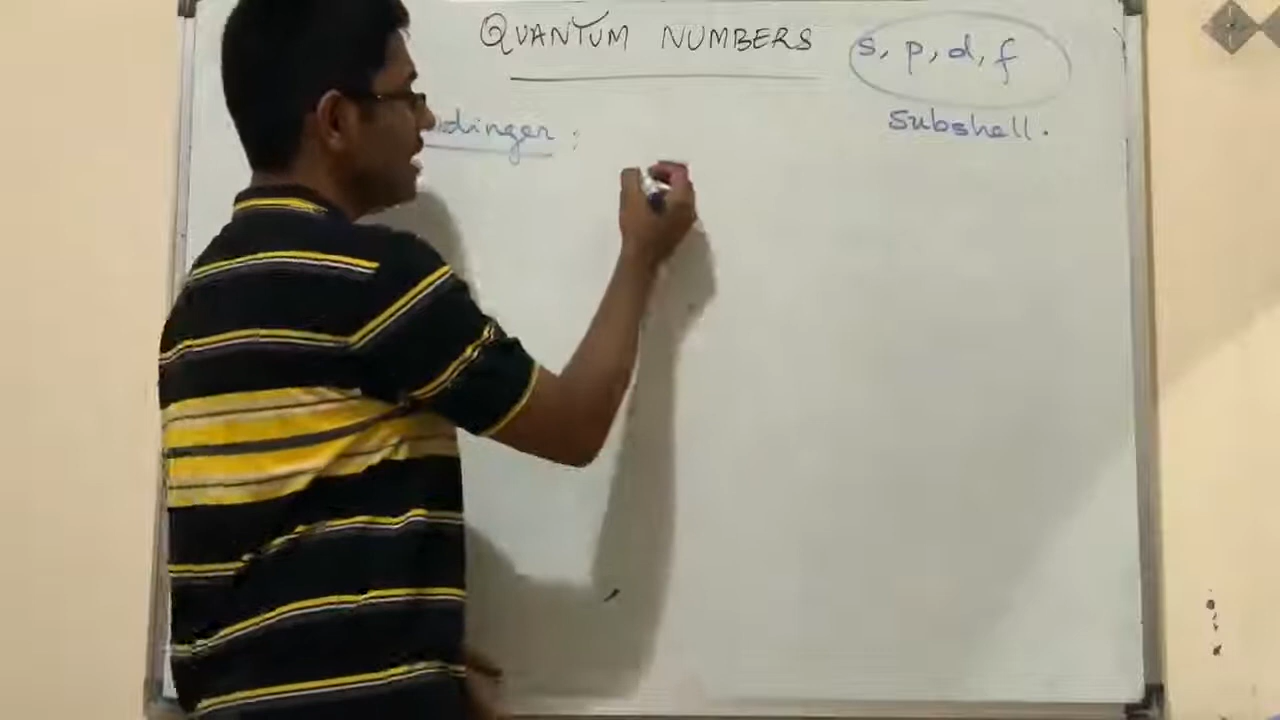 QUANTUM NUMBERS
s, p, d, f
subshell.
dinger :